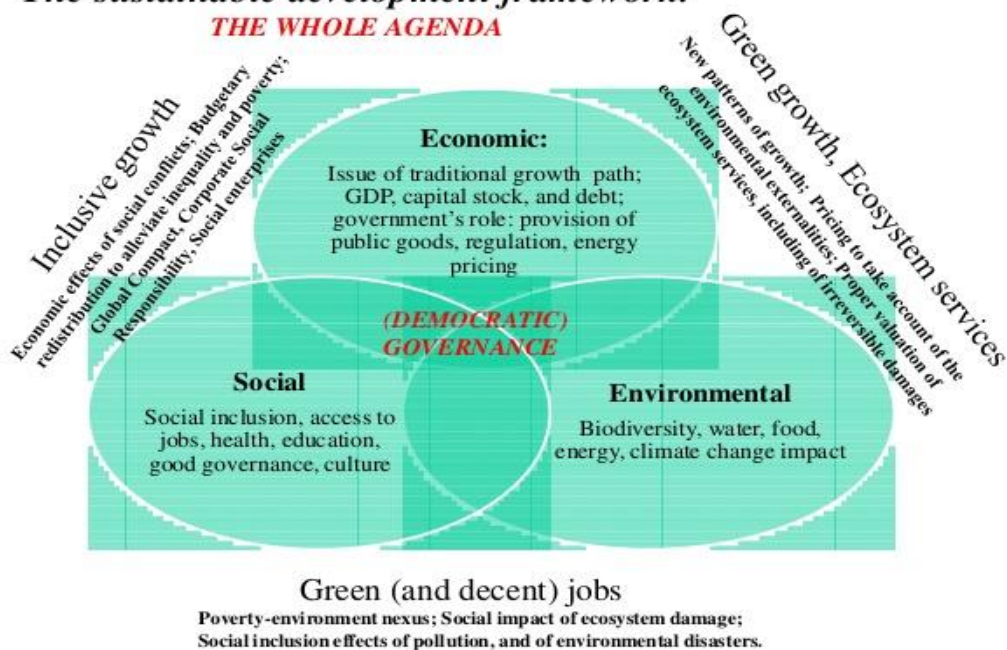 The sustainable development framework:
THE WHOLE AGENDA
Inclusive growth
Economic effects of social conflicts; Budgetary
redistribution to alleviate inequality and poverty;
Global Compact, Corporate Social
Responsibility, Social enterprises
Green growth, Ecosystem services
New patterns of growth; Pricing to take account of the
environmental externalities; Proper valuation of
ecosystem services, including of irreversible damages
Economic:
Issue of traditional growth path;
GDP, capital stock, and debt;
government's role: provision of
public goods, regulation, energy
pricing
(DEMOCRATIC)
GOVERNANCE
Social
Social inclusion, access to
jobs, health, education,
good governance, culture
Environmental
Biodiversity, water, food,
energy, climate change impact
Green (and decent) jobs
Poverty-environment nexus; Social impact of ecosystem damage;
Social inclusion effects of pollution, and of environmental disasters.